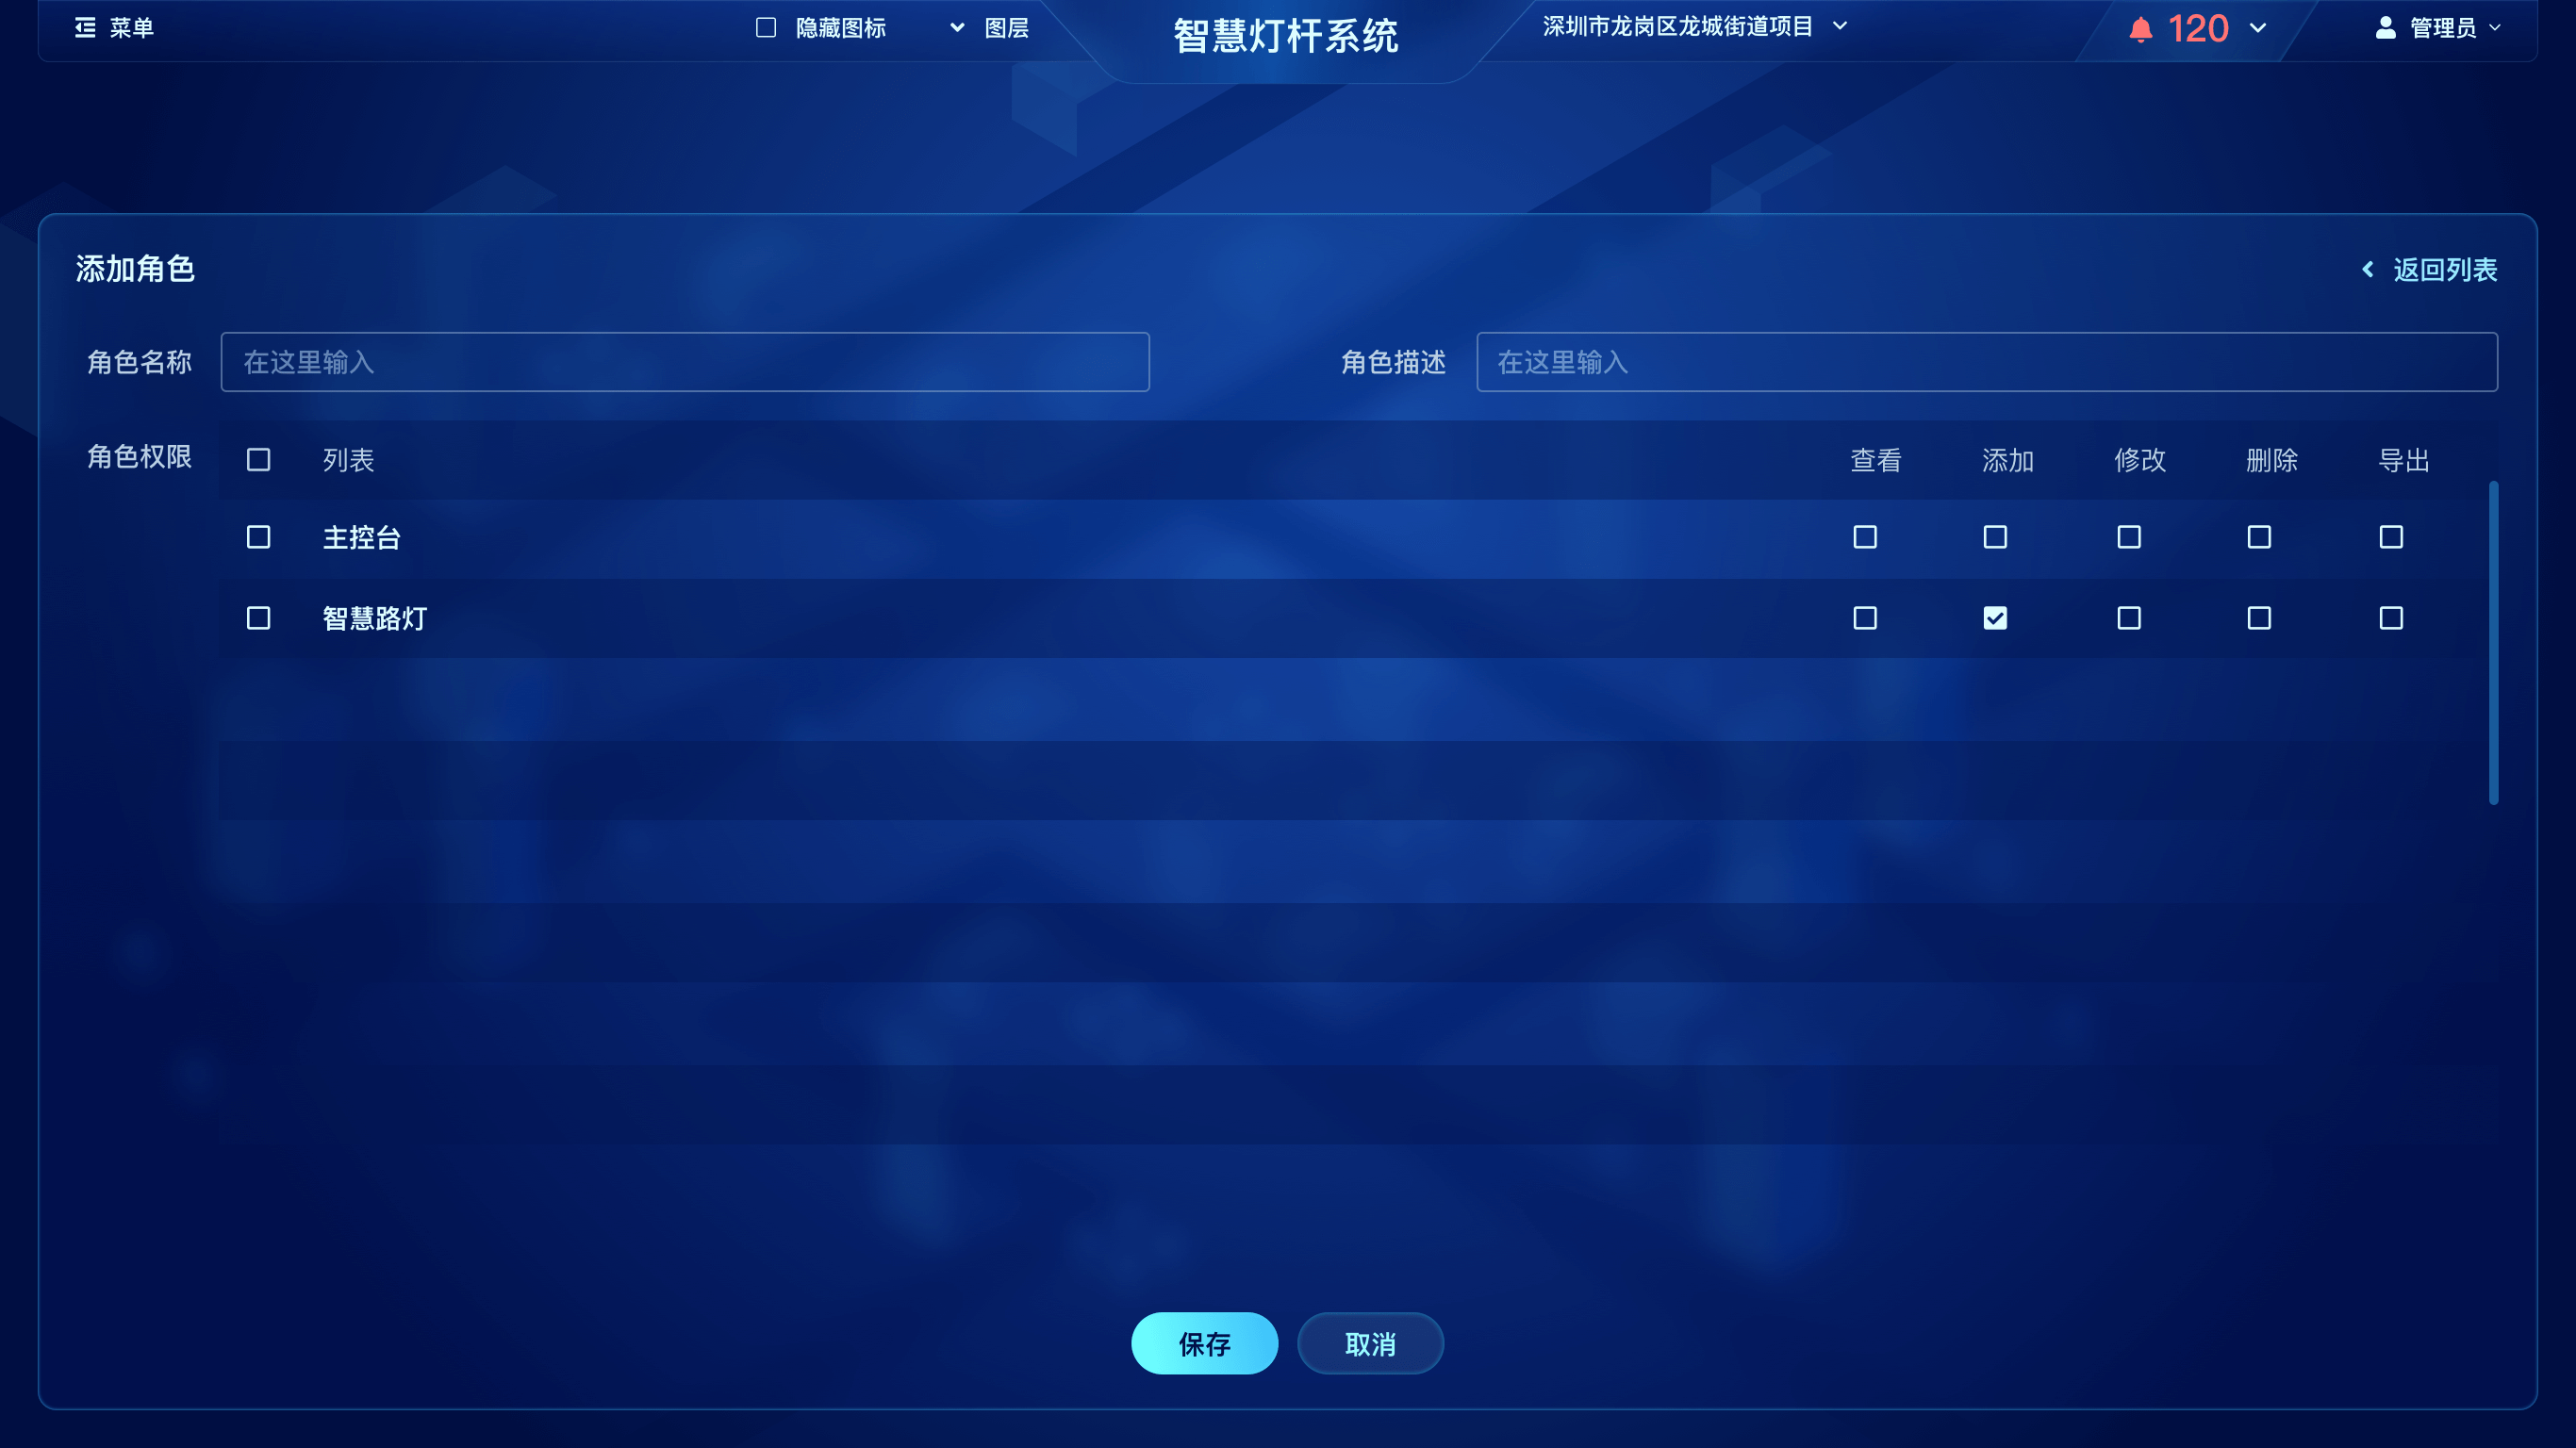 菜单 隐藏图标 图层 智慧灯杆系统 深圳市龙岗区龙城街道项目 120 管理员
添加角色 返回列表
角色名称 在这里输入 角色描述 在这里输入
角色权限 列表 查看 添加 修改 删除 导出
主控台
智慧路灯
保存 取消